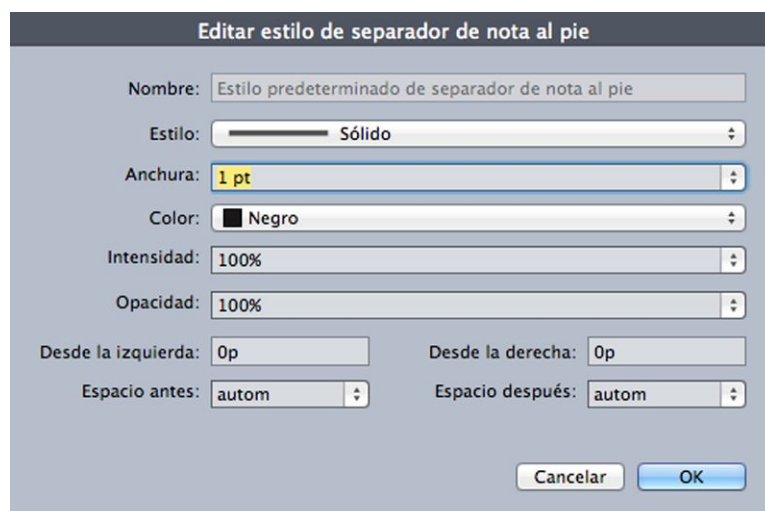 Editar estilo de separador de nota al pie
Nombre: Estilo predeterminado de separador de nota al pie
Estilo: Sólido
Anchura: 1 pt
Color: Negro
Intensidad: 100%
Opacidad: 100%
Desde la izquierda: 0p Desde la derecha: 0p
Espacio antes: autom Espacio después: autom
Cancelar OK